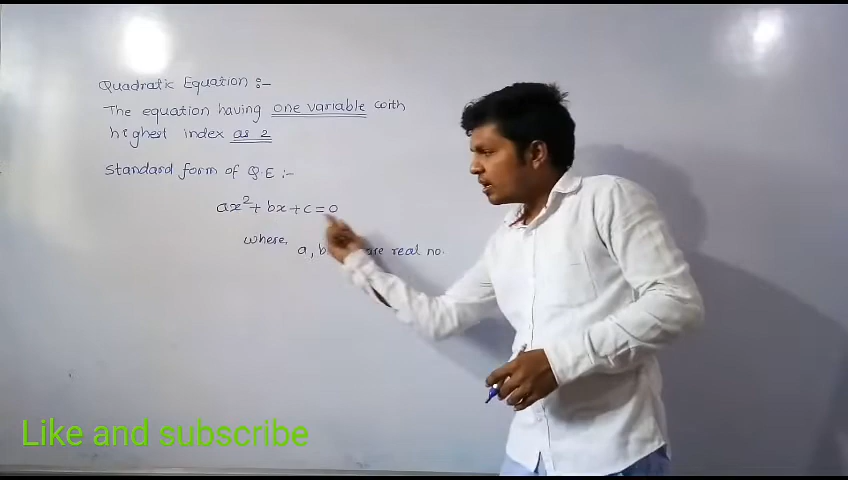 Quadratic Equation :-
The equation having one variable with
highest index as 2
Standard form of Q.E :-
ax²+ bx + c = 0
where,
a, b are real no.
Like and subscribe